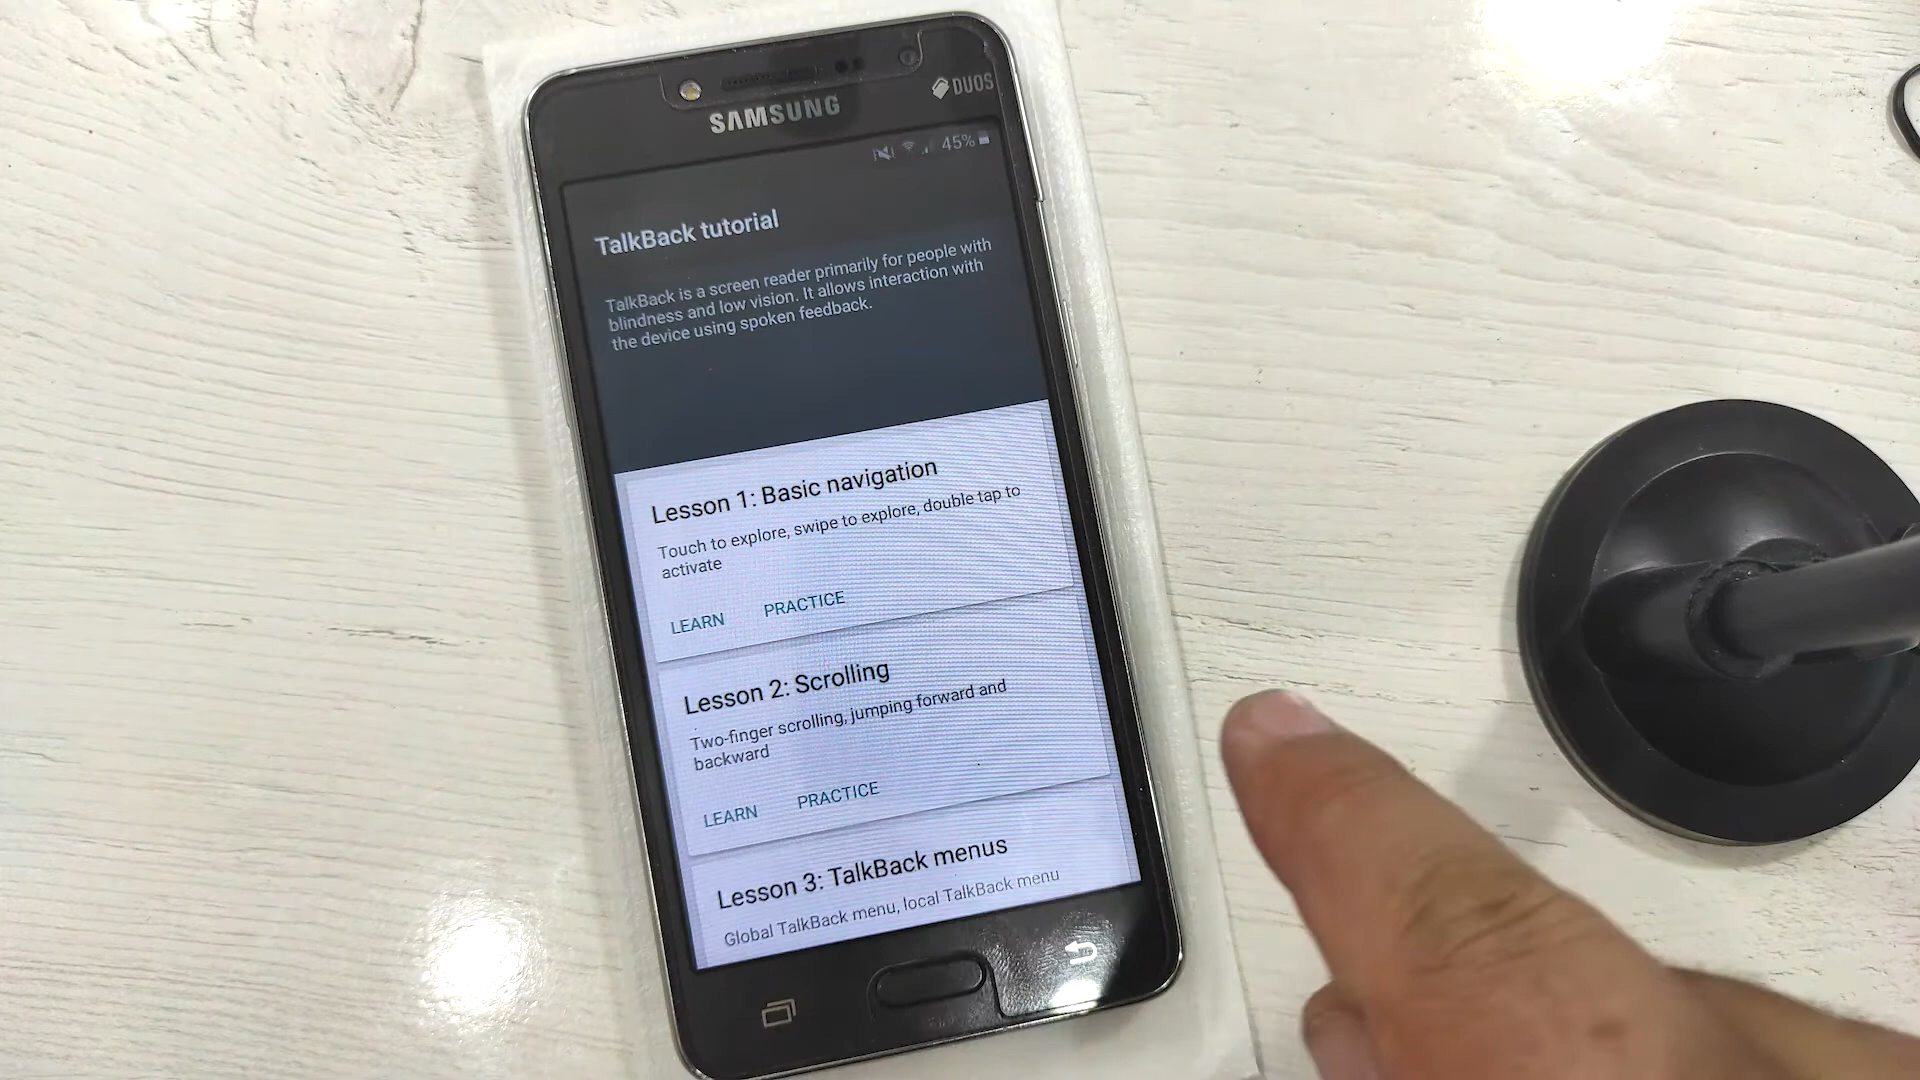 DUOS
SAMSUNG
45%
TalkBack tutorial
TalkBack is a screen reader primarily for people with
blindness and low vision. It allows interaction with
the device using spoken feedback.
Lesson 1: Basic navigation
Touch to explore, swipe to explore, double tap to
activate
LEARN PRACTICE
Lesson 2: Scrolling
Two-finger scrolling, jumping forward and
backward
LEARN PRACTICE
Lesson 3: TalkBack menus
Global TalkBack menu, local TalkBack menu